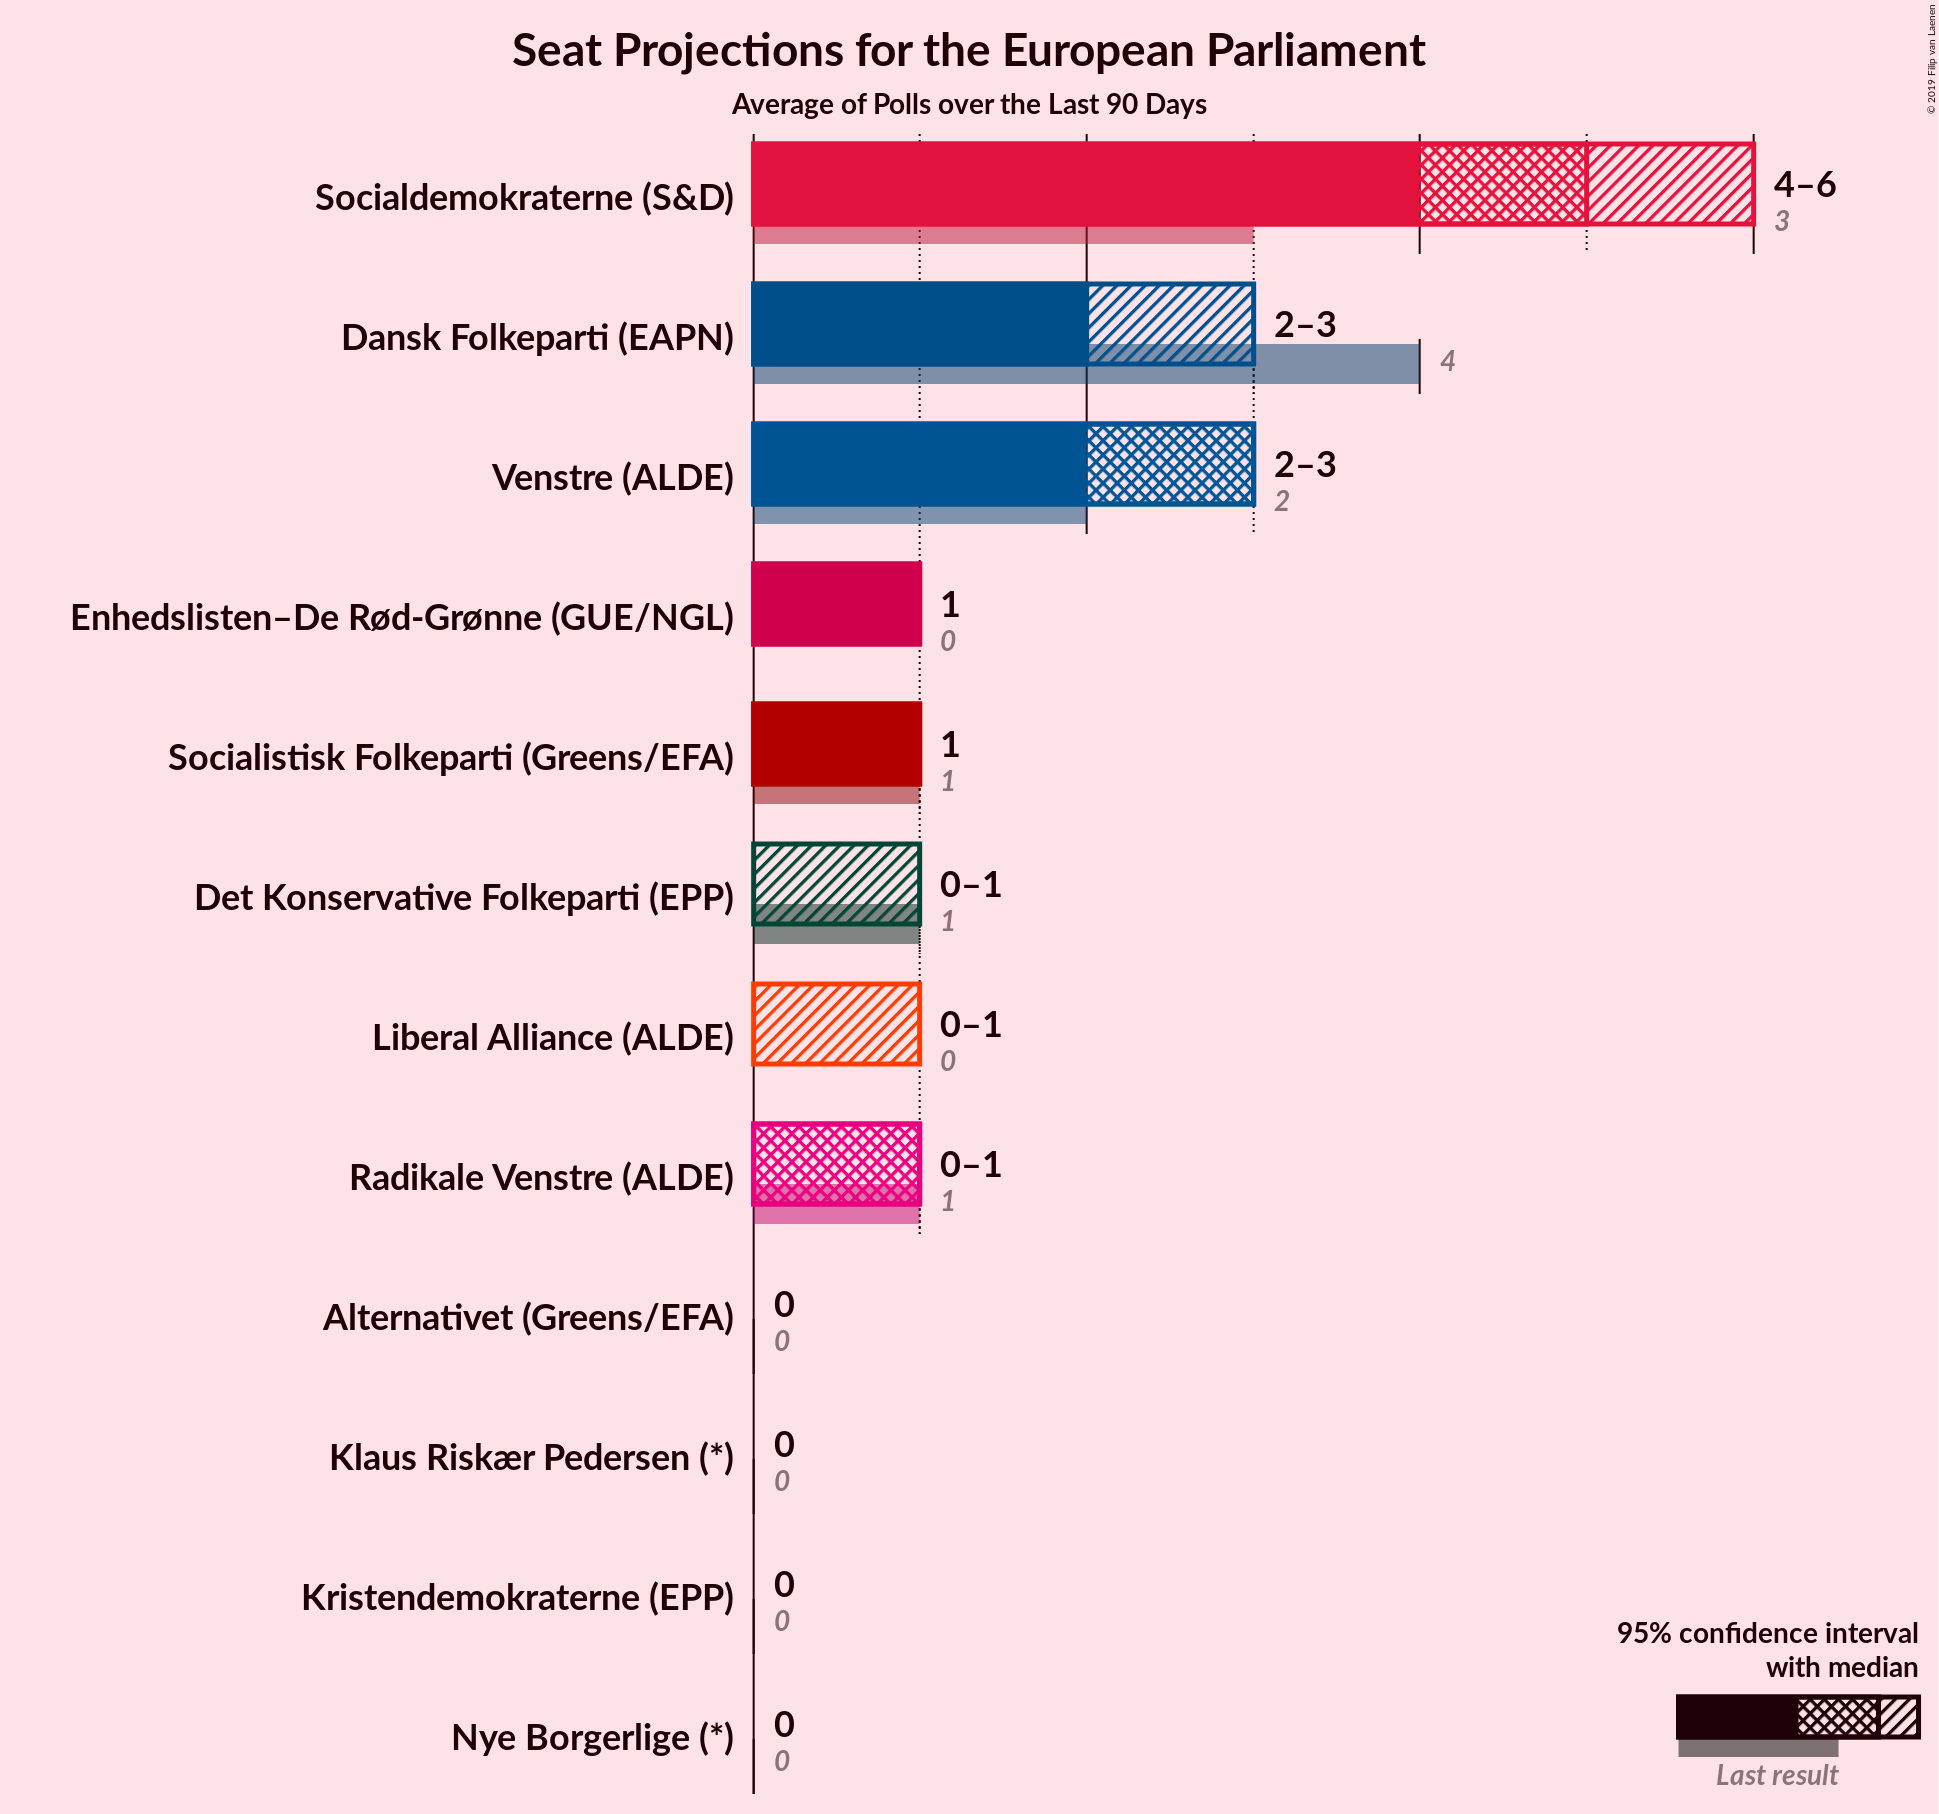 Seat Projections for the European Parliament
Average of Polls over the Last 90 Days
© 2019 Filip van Laenen
Socialdemokraterne (S&D)
4–6
3
Dansk Folkeparti (EAPN)
2–3
4
Venstre (ALDE)
2–3
2
Enhedslisten–De Rød-Grønne (GUE/NGL)
1
0
Socialistisk Folkeparti (Greens/EFA)
1
1
Det Konservative Folkeparti (EPP)
0–1
1
Liberal Alliance (ALDE)
0–1
0
Radikale Venstre (ALDE)
0–1
1
Alternativet (Greens/EFA)
0
0
Klaus Riskær Pedersen (*)
0
0
Kristendemokraterne (EPP)
0
0
Nye Borgerlige (*)
0
0
95% confidence interval
with median
Last result